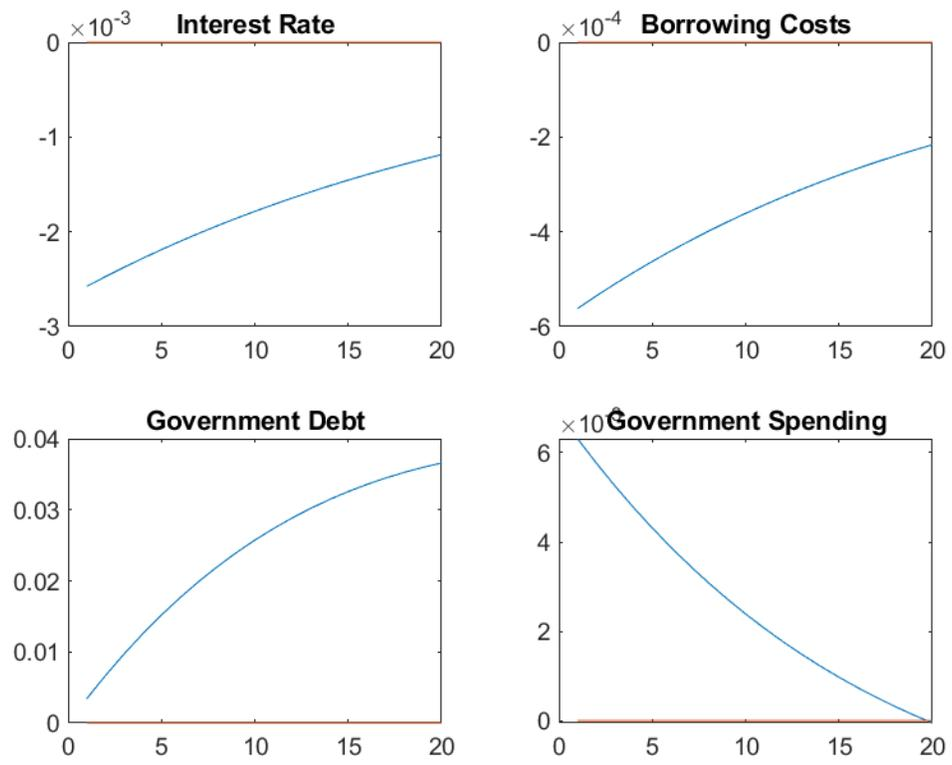 ×10⁻³ Interest Rate
0
-1
-2
-3
0 5 10 15 20
×10⁻⁴ Borrowing Costs
0
-2
-4
-6
0 5 10 15 20
Government Debt
0.04
0.03
0.02
0.01
0
0 5 10 15 20
Government Spending
6
4
2
0
0 5 10 15 20